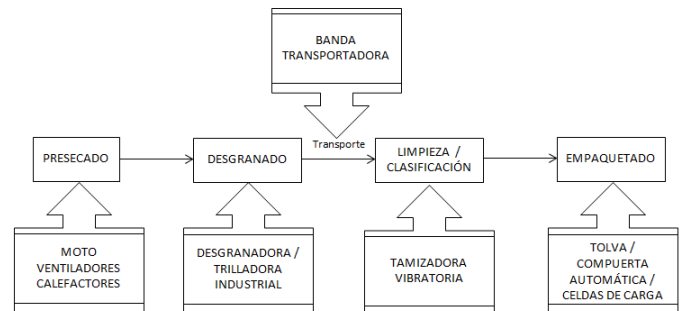 BANDA
TRANSPORTADORA
Transporte
PRESECADO
DESGRANADO
LIMPIEZA /
CLASIFICACIÓN
EMPAQUETADO
MOTO
VENTILADORES
CALEFACTORES
DESGRANADORA /
TRILLADORA
INDUSTRIAL
TAMIZADORA
VIBRATORIA
TOLVA /
COMPUERTA
AUTOMÁTICA /
CELDAS DE CARGA